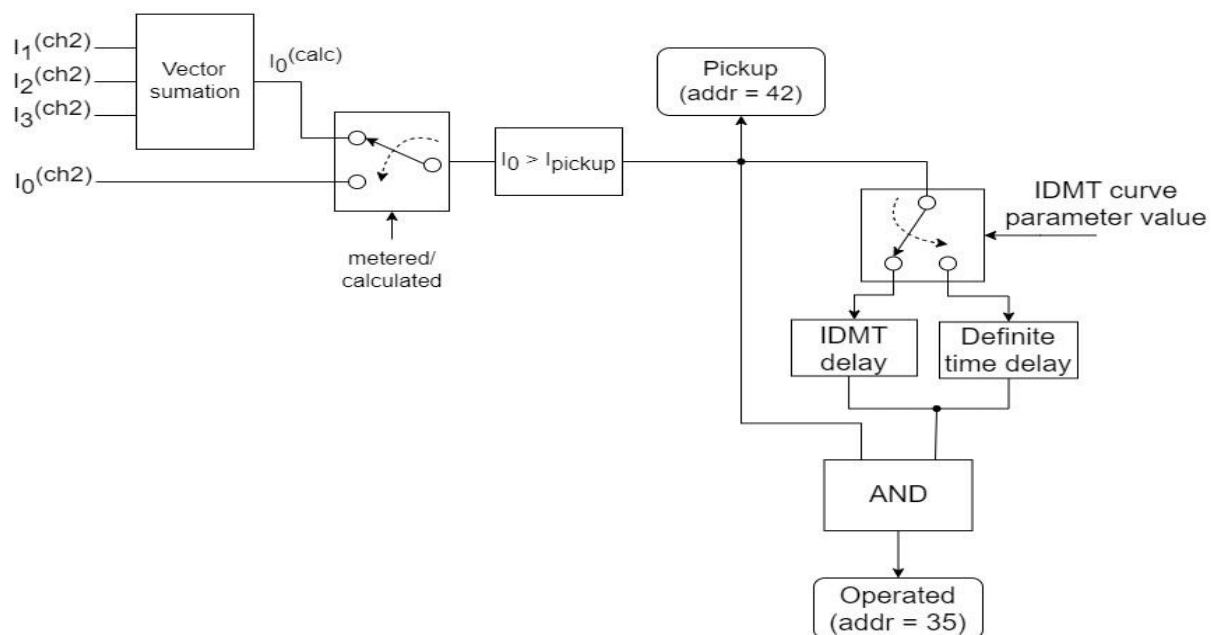 I1(ch2)
I2(ch2)
I3(ch2)
Vector
sumation
I0(calc)
I0(ch2)
metered/
calculated
I0 > Ipickup
Pickup
(addr = 42)
IDMT curve
parameter value
IDMT
delay
Definite
time delay
AND
Operated
(addr = 35)